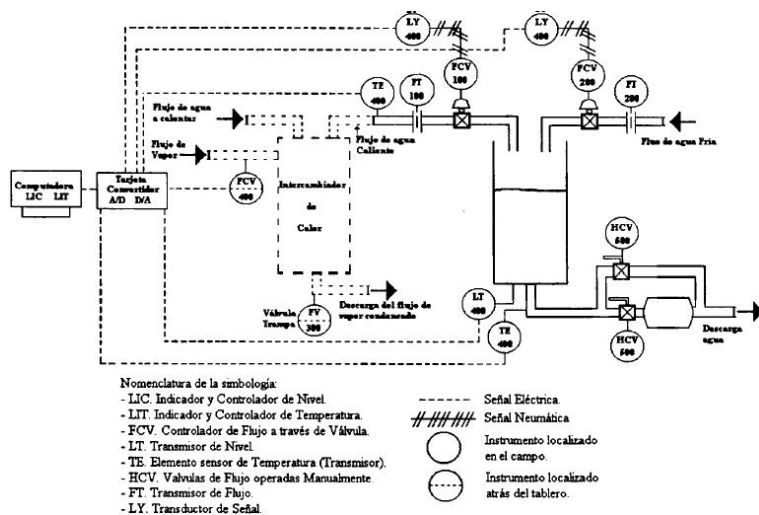 LY
400
LY
400
FCV
100
FCV
200
TE
400
FT
100
FT
200
Flujo de agua
a calentar
Flujo de agua
Caliente
Fluo de agua Fria
Flujo de
Vapor
Computadora
LIC LIT
Tarjeta
Convertidor
A/D D/A
FCV
400
Intercambiador
de
Calor
HCV
500
LT
400
Válvula
Trampa
FV
300
Descarga del flujo de
vapor condensado
TE
400
HCV
500
Descarga
agua
Nomenclatura de la simbología:
- LIC. Indicador y Controlador de Nivel.
- LIT. Indicador y Controlador de Temperatura.
- FCV. Controlador de Flujo a través de Válvula.
- LT. Transmisor de Nivel.
- TE. Elemento sensor de Temperatura (Transmisor).
- HCV. Valvulas de Flujo operadas Manualmente.
- FT. Transmisor de Flujo.
- LY. Transductor de Señal.
Señal Eléctrica.
Señal Neumática.
Instrumento localizado
en el campo.
Instrumento localizado
atrás del tablero.